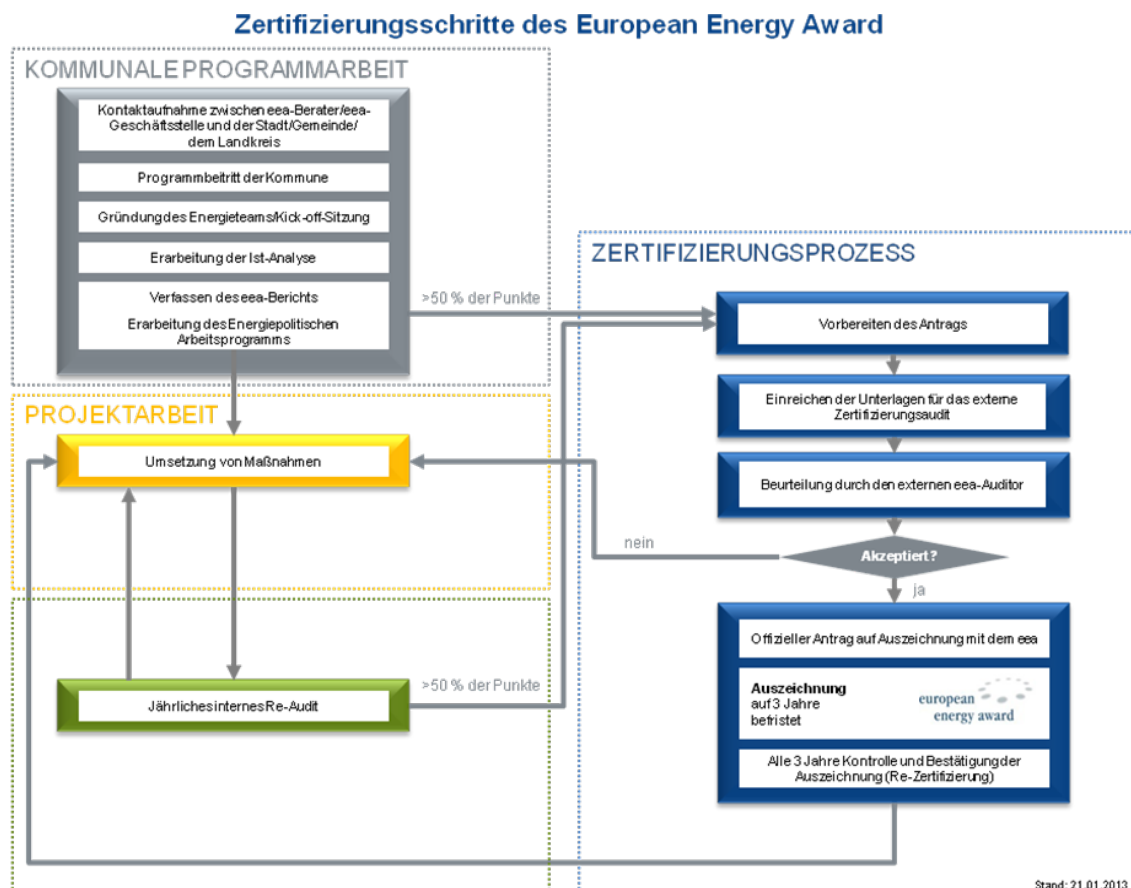 Zertifizierungsschritte des European Energy Award
KOMMUNALE PROGRAMMARBEIT
Kontaktaufnahme zwischen eea-Berater/eea-
Geschäftsstelle und der Stadt/Gemeinde/
dem Landkreis
Programmbeitritt der Kommune
Gründung des Energieteams/Kick-off-Sitzung
Erarbeitung der Ist-Analyse
Verfassen des eea-Berichts
Erarbeitung des Energiepolitischen
Arbeitsprogramms
>50 % der Punkte
PROJEKTARBEIT
Umsetzung von Maßnahmen
Jährliches internes Re-Audit
>50 % der Punkte
ZERTIFIZIERUNGSPROZESS
Vorbereiten des Antrags
Einreichen der Unterlagen für das externe
Zertifizierungsaudit
Beurteilung durch den externen eea-Auditor
Akzeptiert?
nein
ja
Offizieller Antrag auf Auszeichnung mit dem eea
Auszeichnung
auf 3 Jahre
befristet
european
energy award
Alle 3 Jahre Kontrolle und Bestätigung der
Auszeichnung (Re-Zertifizierung)
Stand: 21.01.2013